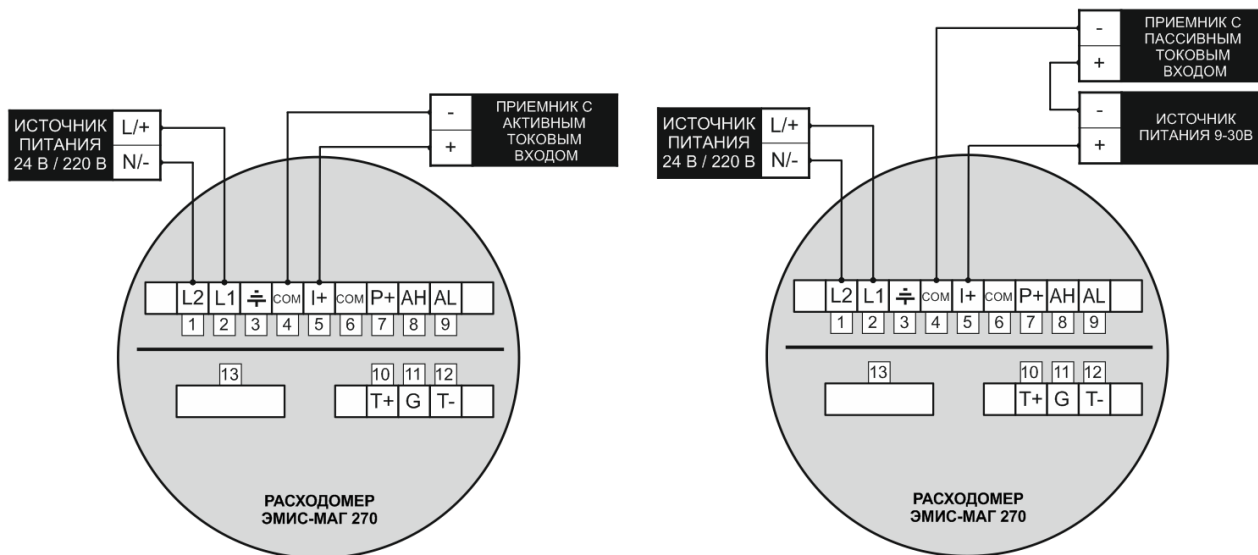 ИСТОЧНИК
ПИТАНИЯ
24 В / 220 В
L/+
N/-
-
+
ПРИЕМНИК С
АКТИВНЫМ
ТОКОВЫМ
ВХОДОМ
L2 L1 COM I+ COM P+ AH AL
1 2 3 4 5 6 7 8 9
13 10 11 12
T+ G T-
РАСХОДОМЕР
ЭМИС-МАГ 270
ИСТОЧНИК
ПИТАНИЯ
24 В / 220 В
L/+
N/-
-
+
ПРИЕМНИК С
ПАССИВНЫМ
ТОКОВЫМ
ВХОДОМ
-
+
ИСТОЧНИК
ПИТАНИЯ 9-30В
L2 L1 COM I+ COM P+ AH AL
1 2 3 4 5 6 7 8 9
13 10 11 12
T+ G T-
РАСХОДОМЕР
ЭМИС-МАГ 270